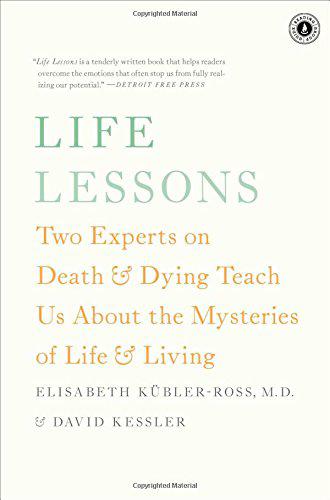 Copyrighted Material
"Life Lessons is a tenderly written book that helps readers
overcome the emotions that often stop us from fully real-
izing our potential." —DETROIT FREE PRESS
LIFE
LESSONS
Two Experts on
Death & Dying Teach
Us About the Mysteries
of Life & Living
ELISABETH KÜBLER-ROSS, M.D.
& DAVID KESSLER
Copyrighted Material